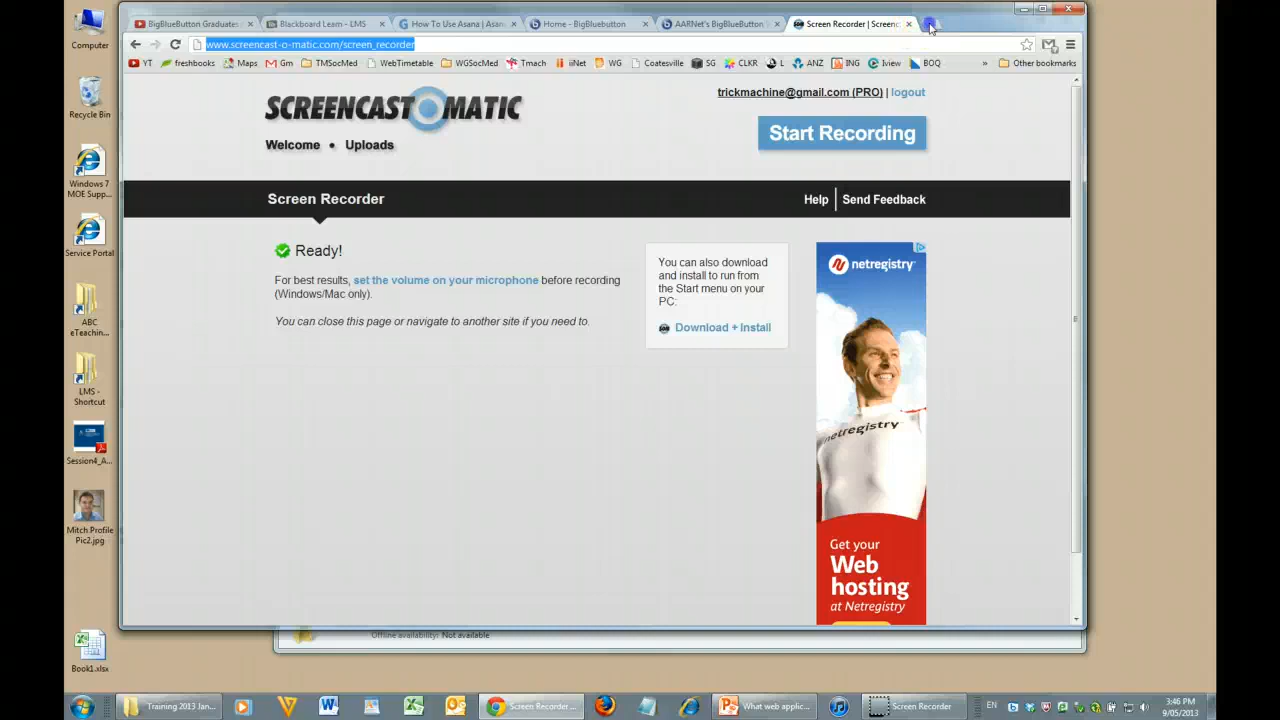 Computer
Recycle Bin
Windows 7
MOE Supp...
Service Portal
ABC
eTeachin...
LMS -
Shortcut
Session4_A...
Mitch Profile
Pic2.jpg
Book1.xlsx
BigBlueButton Graduates
Blackboard Learn - LMS
How To Use Asana | Asan
Home - BigBluebutton
AARNet's BigBlueButton
Screen Recorder | Screenc
www.screencast-o-matic.com/screen_recorder
YT
freshbooks
Maps
Gm
TMSocMed
WebTimetable
WGSocMed
Tmach
iiNet
WG
Coatesville
SG
CLKR
L
ANZ
ING
Iview
BOQ
»
Other bookmarks
SCREENCAST O MATIC
trickmachine@gmail.com (PRO) | logout
Start Recording
Welcome • Uploads
Screen Recorder
Help
Send Feedback
Ready!
For best results, set the volume on your microphone before recording
(Windows/Mac only).
You can close this page or navigate to another site if you need to.
You can also download
and install to run from
the Start menu on your
PC:
Download + Install
netregistry
netregistry
Get your
Web
hosting
at Netregistry
Offline availability: Not available
Training 2013 Jan...
Screen Recorder ...
What web applic...
Screen Recorder
EN
3:46 PM
9/05/2013